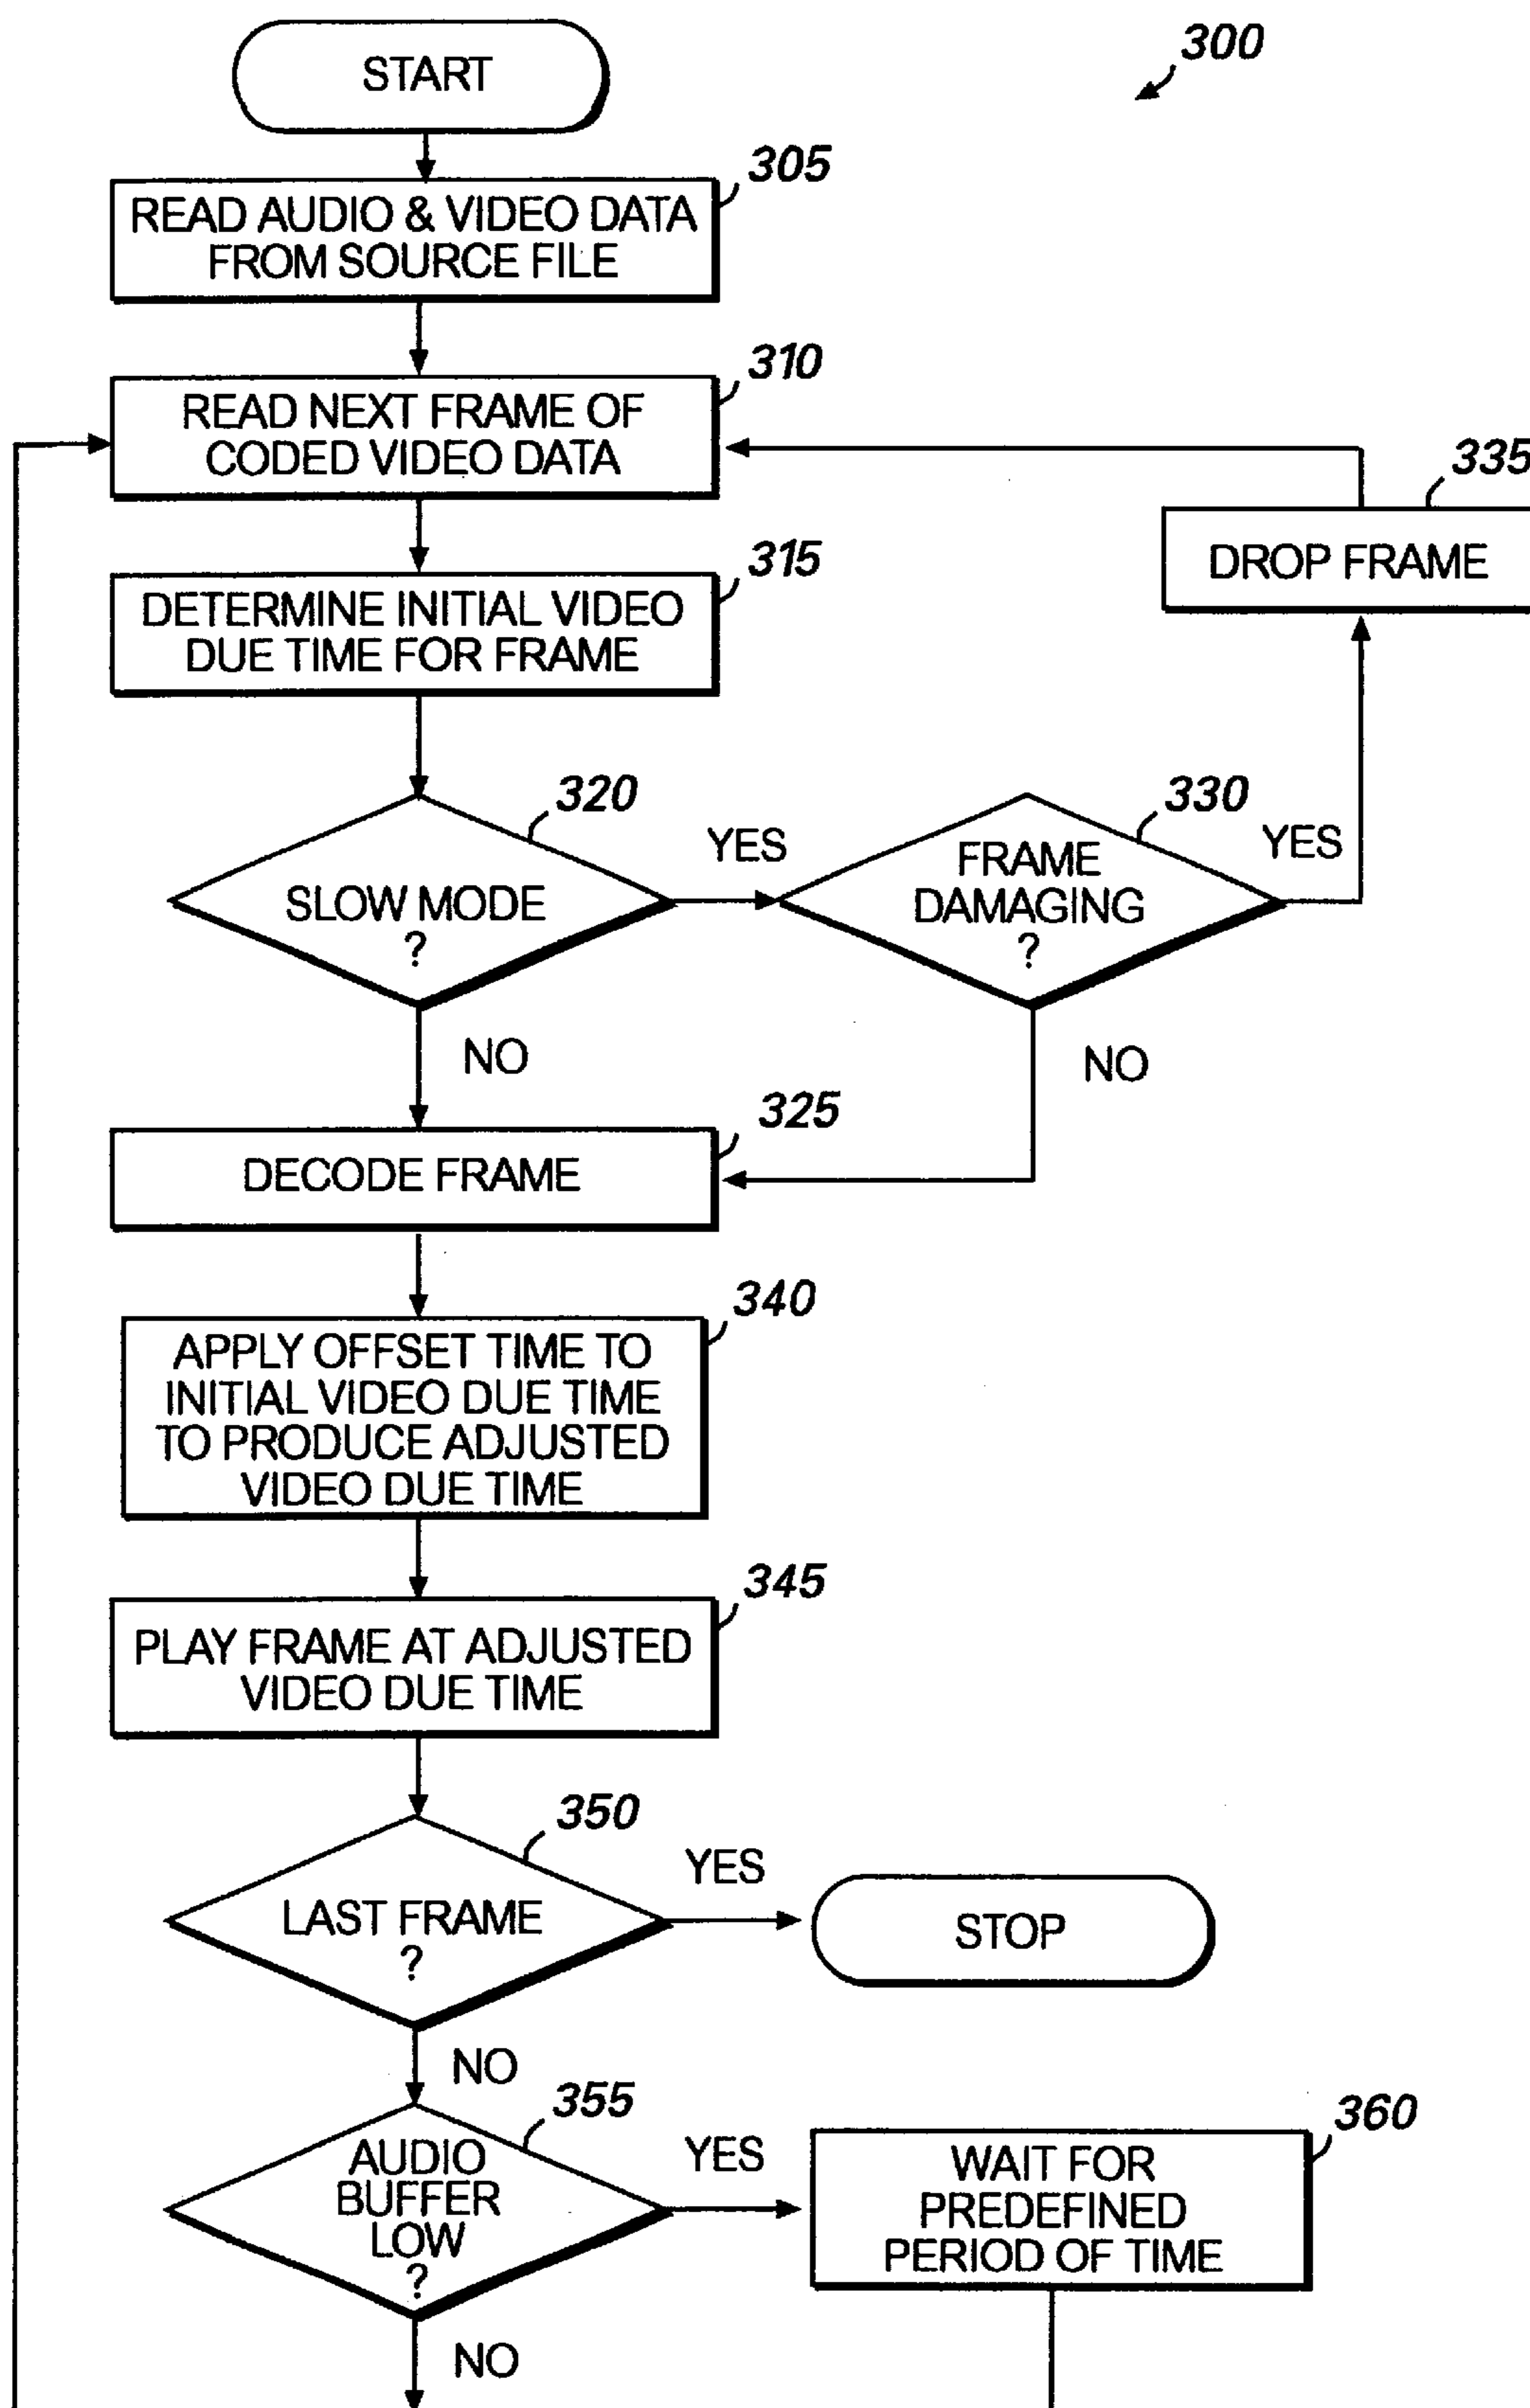 300
START
305
READ AUDIO & VIDEO DATA
FROM SOURCE FILE
310
READ NEXT FRAME OF
CODED VIDEO DATA
335
DROP FRAME
315
DETERMINE INITIAL VIDEO
DUE TIME FOR FRAME
320
SLOW MODE
?
YES
330
FRAME
DAMAGING
?
YES
NO
NO
325
DECODE FRAME
340
APPLY OFFSET TIME TO
INITIAL VIDEO DUE TIME
TO PRODUCE ADJUSTED
VIDEO DUE TIME
345
PLAY FRAME AT ADJUSTED
VIDEO DUE TIME
350
LAST FRAME
?
YES
STOP
NO
355
AUDIO
BUFFER
LOW
?
YES
360
WAIT FOR
PREDEFINED
PERIOD OF TIME
NO